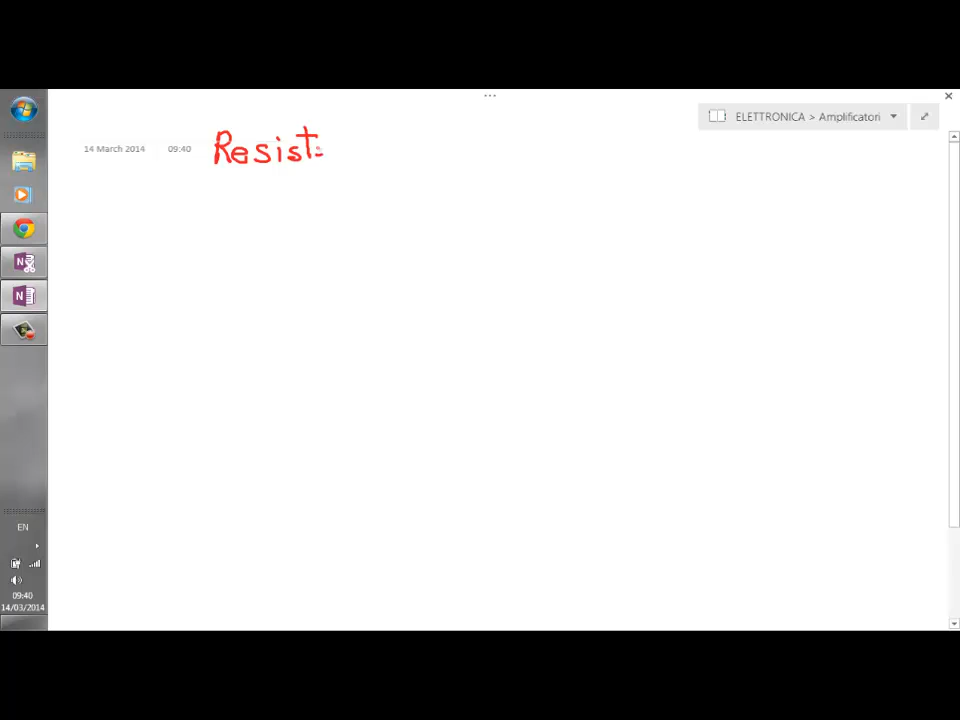 ELETTRONICA > Amplificatori
14 March 2014 09:40 Resist
EN
09:40
14/03/2014